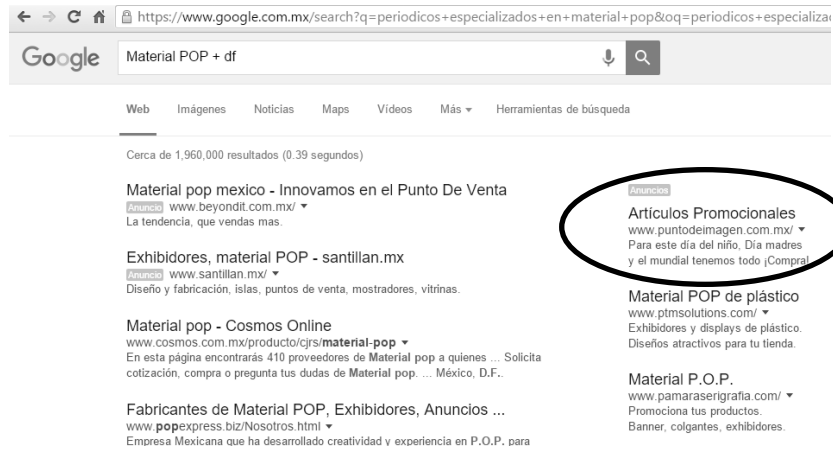 https://www.google.com.mx/search?q=periodicos+especializados+en+material+pop&oq=periodicos+especializa
Google
Material POP + df
Web Imágenes Noticias Maps Vídeos Más Herramientas de búsqueda
Cerca de 1,960,000 resultados (0.39 segundos)
Material pop mexico - Innovamos en el Punto De Venta
Anuncio www.beyondit.com.mx/
La tendencia, que vendas mas.
Exhibidores, material POP - santillan.mx
Anuncio www.santillan.mx/
Diseño y fabricación, islas, puntos de venta, mostradores, vitrinas.
Material pop - Cosmos Online
www.cosmos.com.mx/producto/cjrs/material-pop
En esta página encontrarás 410 proveedores de Material pop a quienes ... Solicita
cotización, compra o pregunta tus dudas de Material pop. ... México, D.F..
Fabricantes de Material POP, Exhibidores, Anuncios ...
www.popexpress.biz/Nosotros.html
Empresa Mexicana que ha desarrollado creatividad y experiencia en P.O.P. para
Anuncios
Artículos Promocionales
www.puntodeimagen.com.mx/
Para este día del niño, Día madres
y el mundial tenemos todo ¡Compra!
Material POP de plástico
www.ptmsolutions.com/
Exhibidores y displays de plástico.
Diseños atractivos para tu tienda.
Material P.O.P.
www.pamaraserigrafia.com/
Promociona tus productos.
Banner, colgantes, exhibidores.